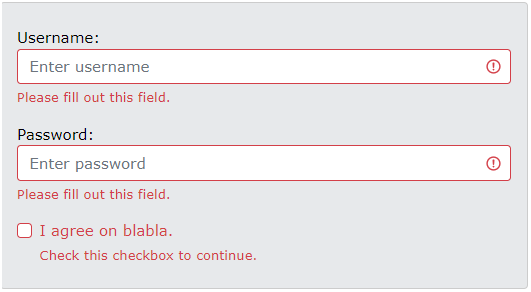 Username:
Enter username
Please fill out this field.
Password:
Enter password
Please fill out this field.
I agree on blabla.
Check this checkbox to continue.